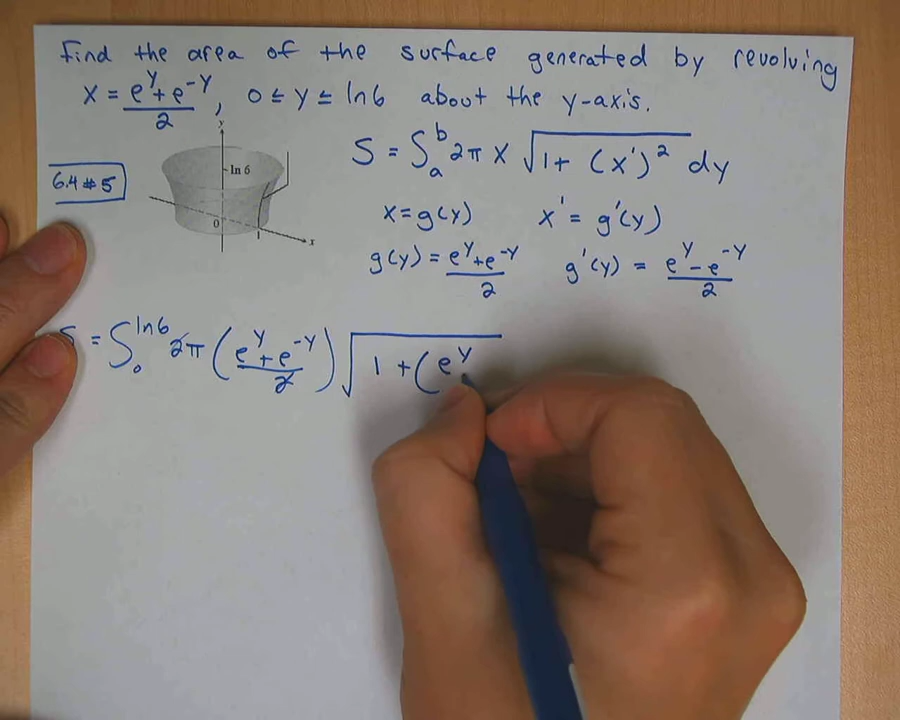 Find the area of the surface generated by revolving
x = (e^y + e^-y)/2, 0 ≤ y ≤ ln6 about the y-axis.
6.4 #5
y
ln 6
0
1
x
S = ∫_a^b 2π x √(1 + (x')^2) dy
x = g(y) x' = g'(y)
g(y) = (e^y + e^-y)/2 g'(y) = (e^y - e^-y)/2
S = ∫_0^ln6 2π ((e^y + e^-y)/2) √(1 + (e^y